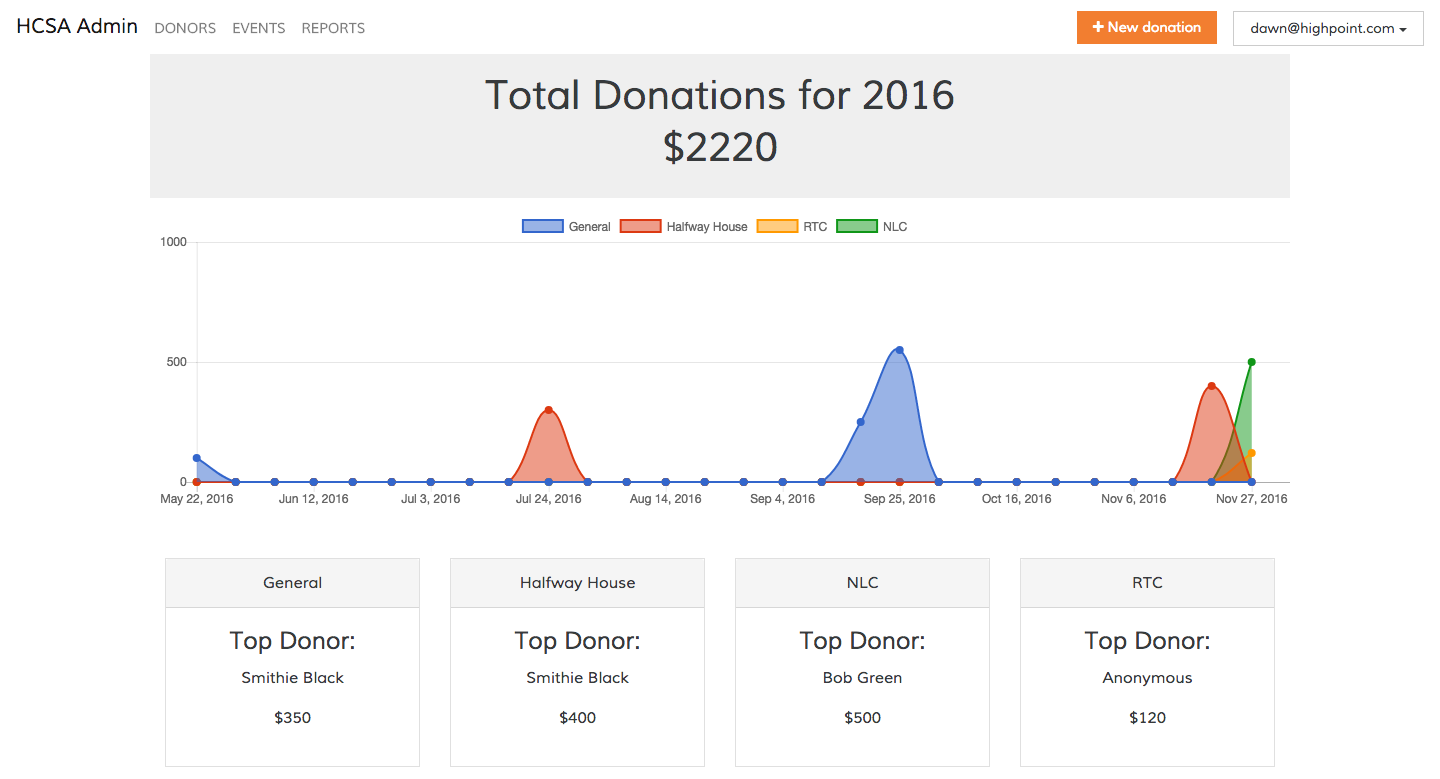 HCSA Admin DONORS EVENTS REPORTS + New donation dawn@highpoint.com
Total Donations for 2016
$2220
General Halfway House RTC NLC
1000
500
0
May 22, 2016 Jun 12, 2016 Jul 3, 2016 Jul 24, 2016 Aug 14, 2016 Sep 4, 2016 Sep 25, 2016 Oct 16, 2016 Nov 6, 2016 Nov 27, 2016
General
Top Donor:
Smithie Black
$350
Halfway House
Top Donor:
Smithie Black
$400
NLC
Top Donor:
Bob Green
$500
RTC
Top Donor:
Anonymous
$120